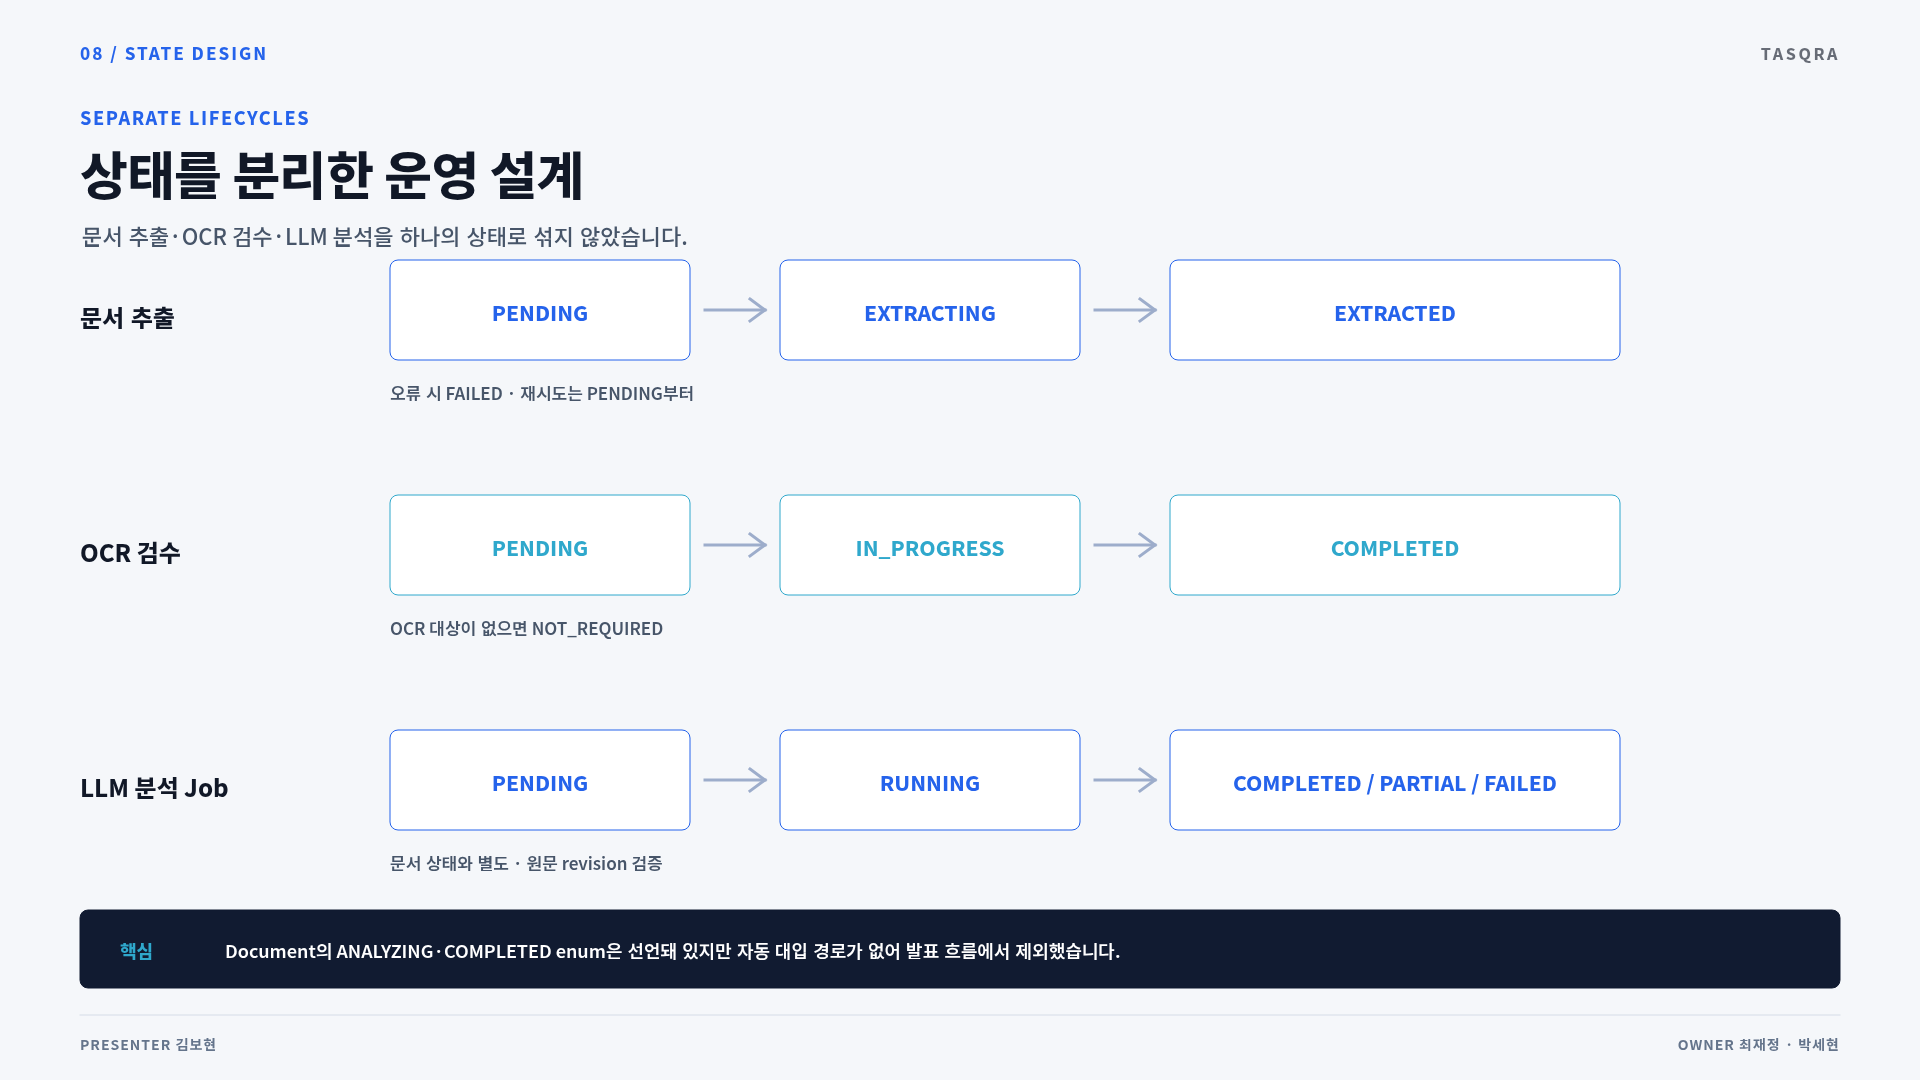 08 / STATE DESIGN
TASQRA
SEPARATE LIFECYCLES
상태를 분리한 운영 설계
문서 추출·OCR 검수·LLM 분석을 하나의 상태로 섞지 않았습니다.
문서 추출
PENDING
EXTRACTING
EXTRACTED
오류 시 FAILED · 재시도는 PENDING부터
OCR 검수
PENDING
IN_PROGRESS
COMPLETED
OCR 대상이 없으면 NOT_REQUIRED
LLM 분석 Job
PENDING
RUNNING
COMPLETED / PARTIAL / FAILED
문서 상태와 별도 · 원문 revision 검증
핵심
Document의 ANALYZING·COMPLETED enum은 선언돼 있지만 자동 대입 경로가 없어 발표 흐름에서 제외했습니다.
PRESENTER 김보현
OWNER 최재정 · 박세현